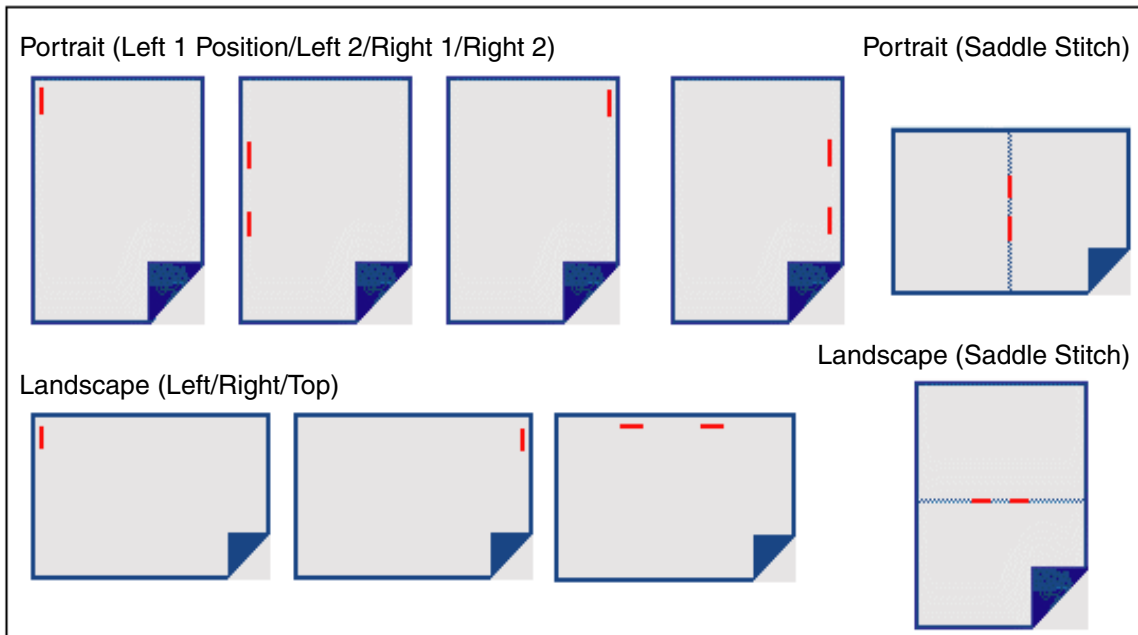 Portrait (Left 1 Position/Left 2/Right 1/Right 2)
Portrait (Saddle Stitch)
Landscape (Saddle Stitch)
Landscape (Left/Right/Top)